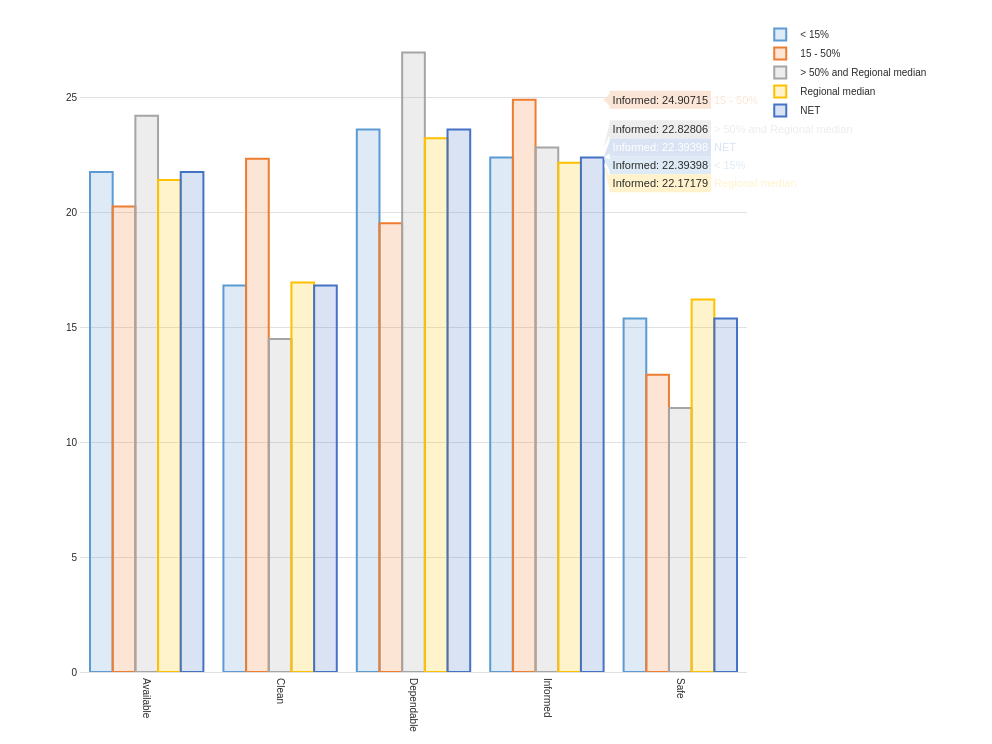 < 15%
15 - 50%
> 50% and Regional median
Regional median
NET
25
20
15
10
5
0
Informed: 24.90715 15 - 50%
Informed: 22.82806 > 50% and Regional median
Informed: 22.39398 NET
Informed: 22.39398 < 15%
Informed: 22.17179 Regional median
Available
Clean
Dependable
Informed
Safe